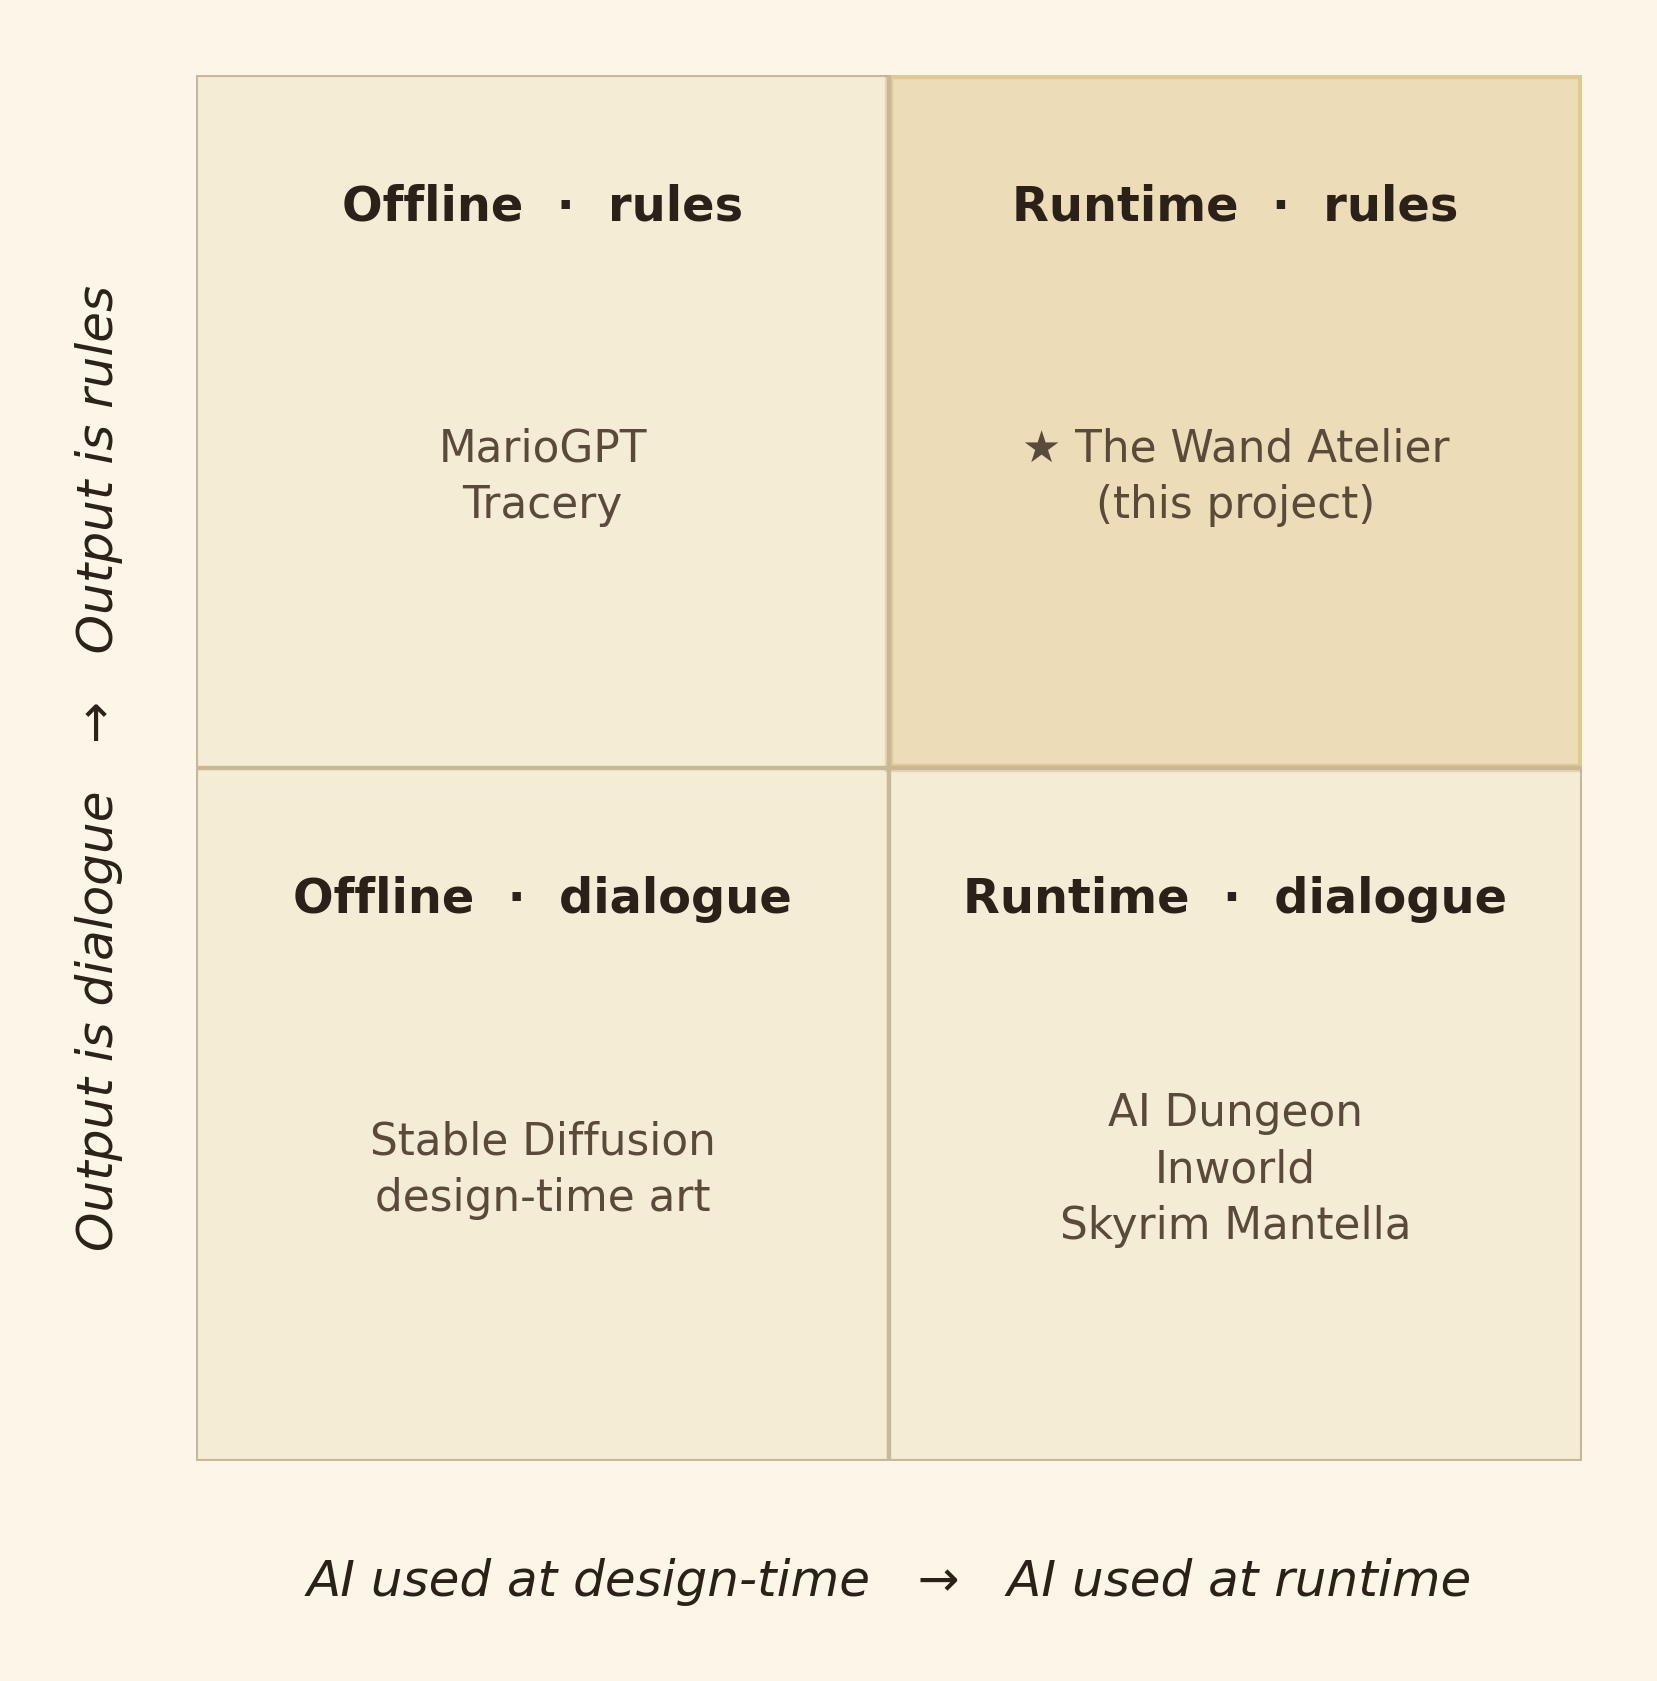 Offline · rules
MarioGPT
Tracery
Runtime · rules
★ The Wand Atelier
(this project)
Offline · dialogue
Stable Diffusion
design-time art
Runtime · dialogue
AI Dungeon
Inworld
Skyrim Mantella
Output is dialogue → Output is rules
AI used at design-time → AI used at runtime